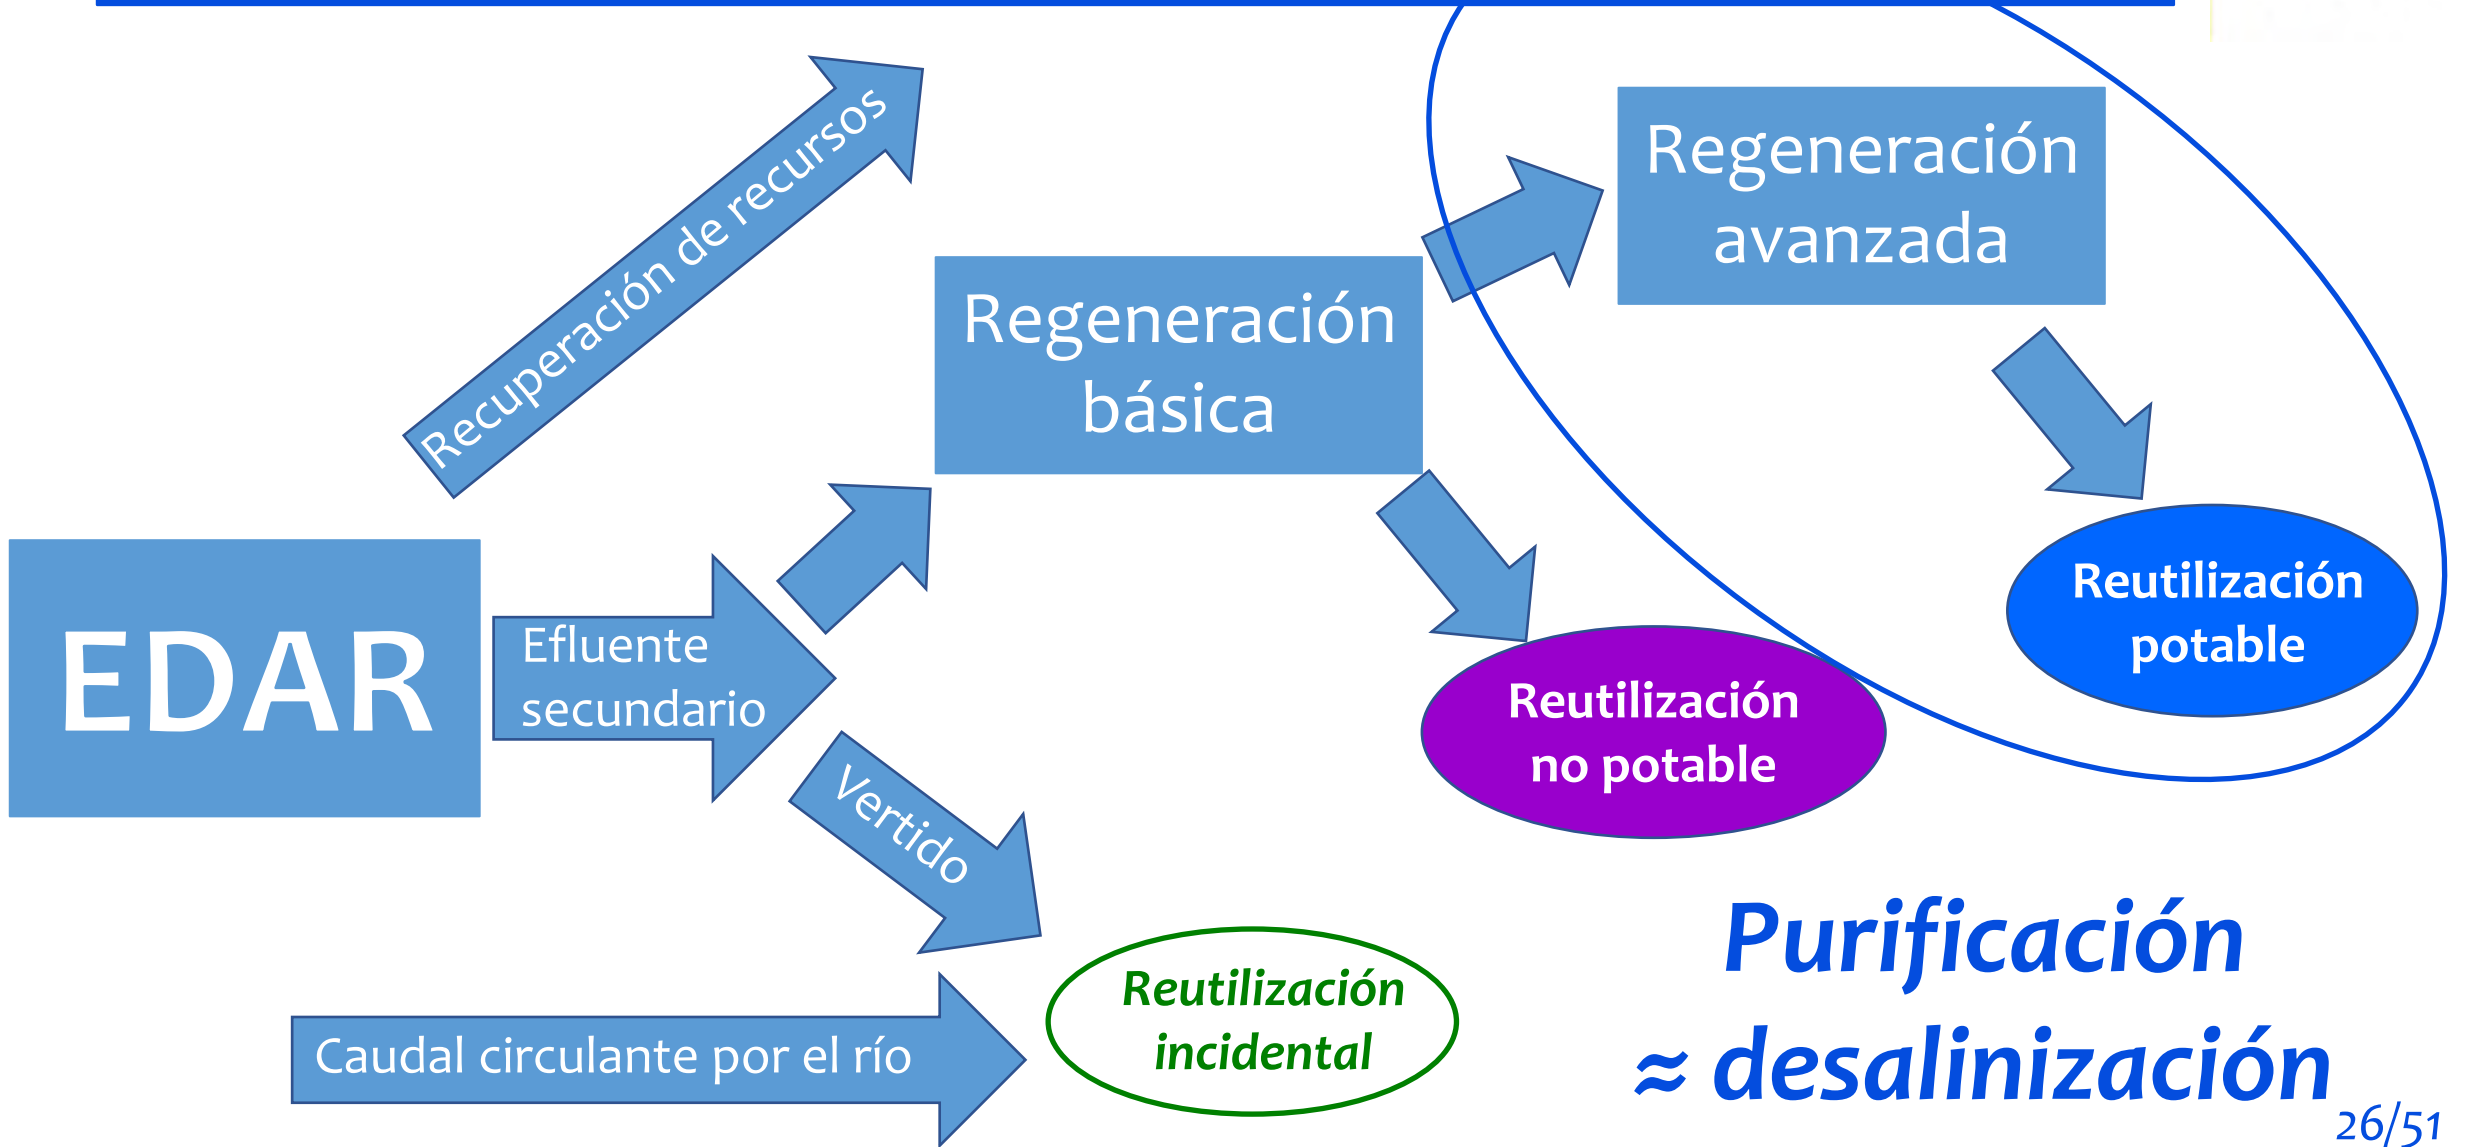 Recuperación de recursos
Regeneración
avanzada
Regeneración
básica
EDAR
Efluente
secundario
Reutilización
potable
Reutilización
no potable
Vertido
Reutilización
incidental
Caudal circulante por el río
Purificación
≈ desalinización
26/51